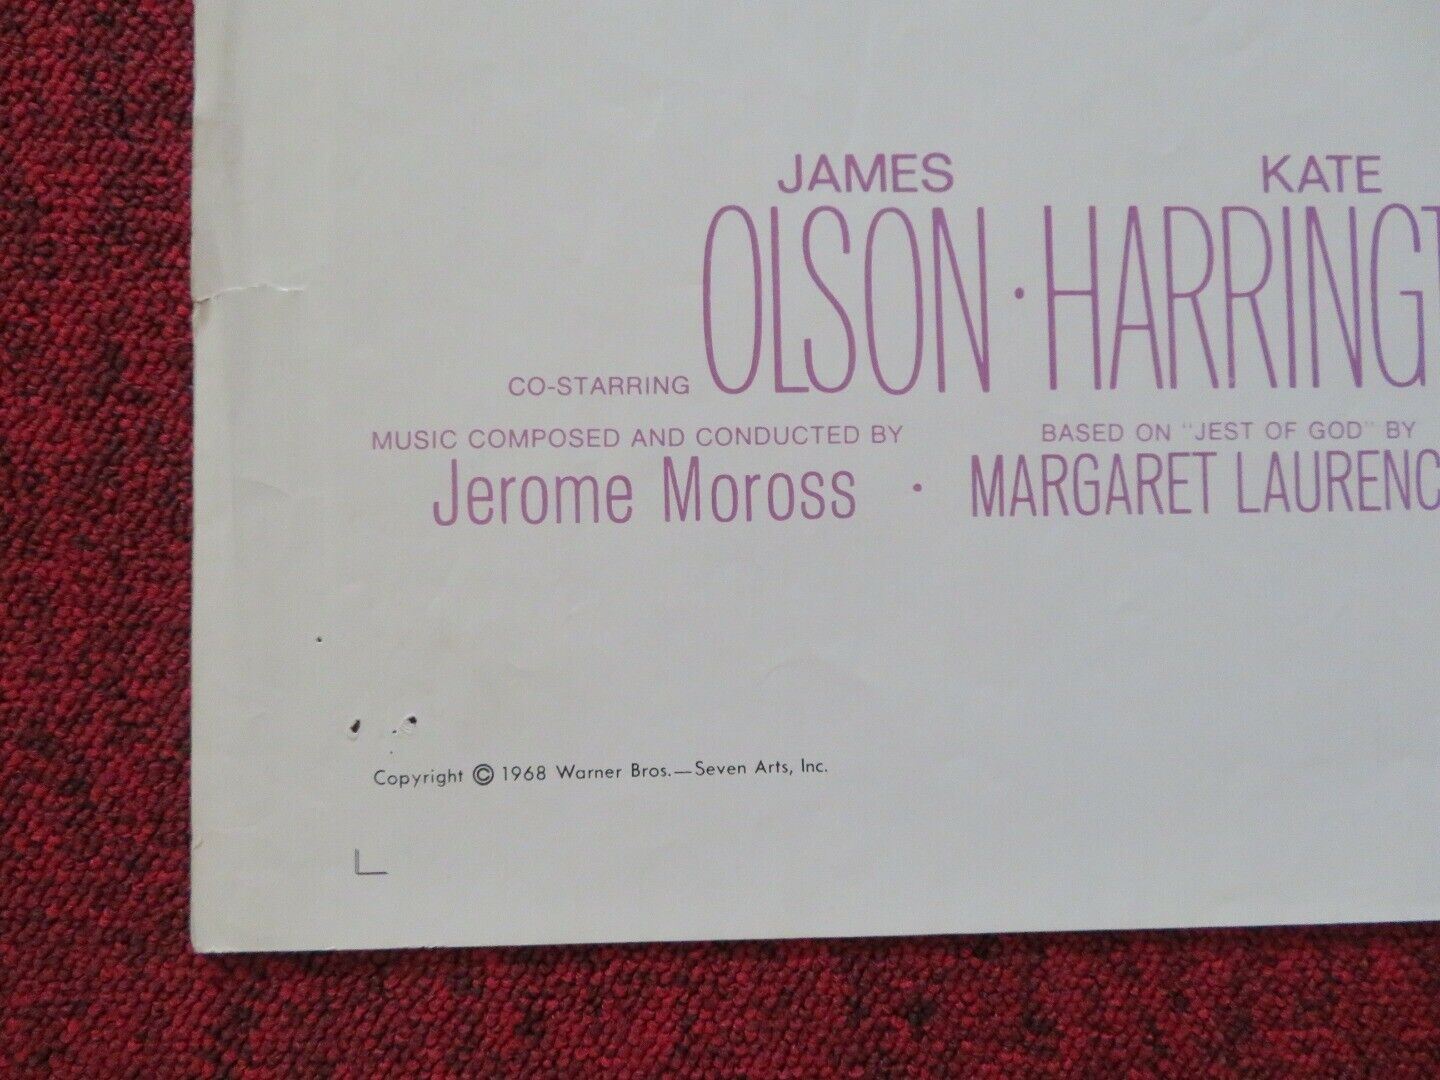 JAMES KATE
CO-STARRING OLSON · HARRINGT
MUSIC COMPOSED AND CONDUCTED BY BASED ON "JEST OF GOD" BY
Jerome Moross · MARGARET LAURENC
Copyright © 1968 Warner Bros.—Seven Arts, Inc.